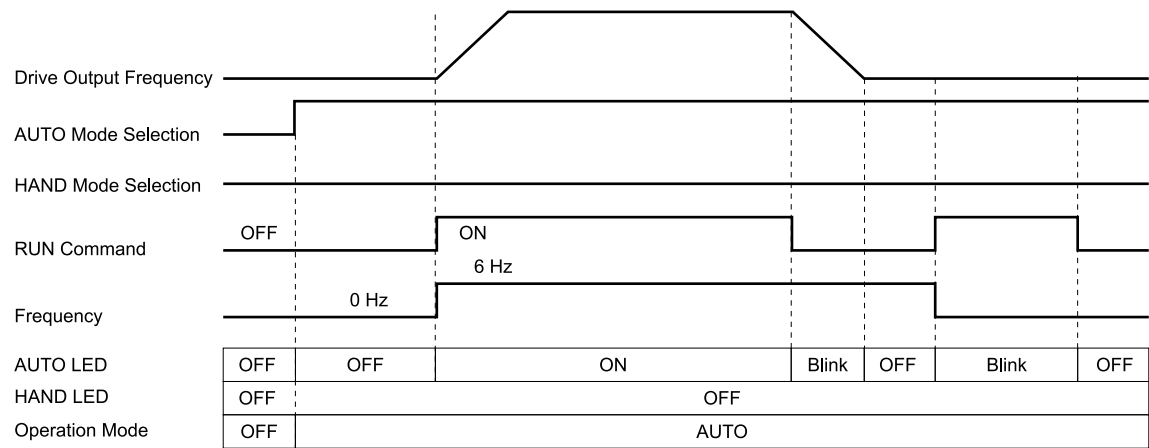 Drive Output Frequency
AUTO Mode Selection
HAND Mode Selection
OFF ON
RUN Command
6 Hz
0 Hz
Frequency
AUTO LED OFF OFF ON Blink OFF Blink OFF
HAND LED OFF OFF
Operation Mode OFF AUTO